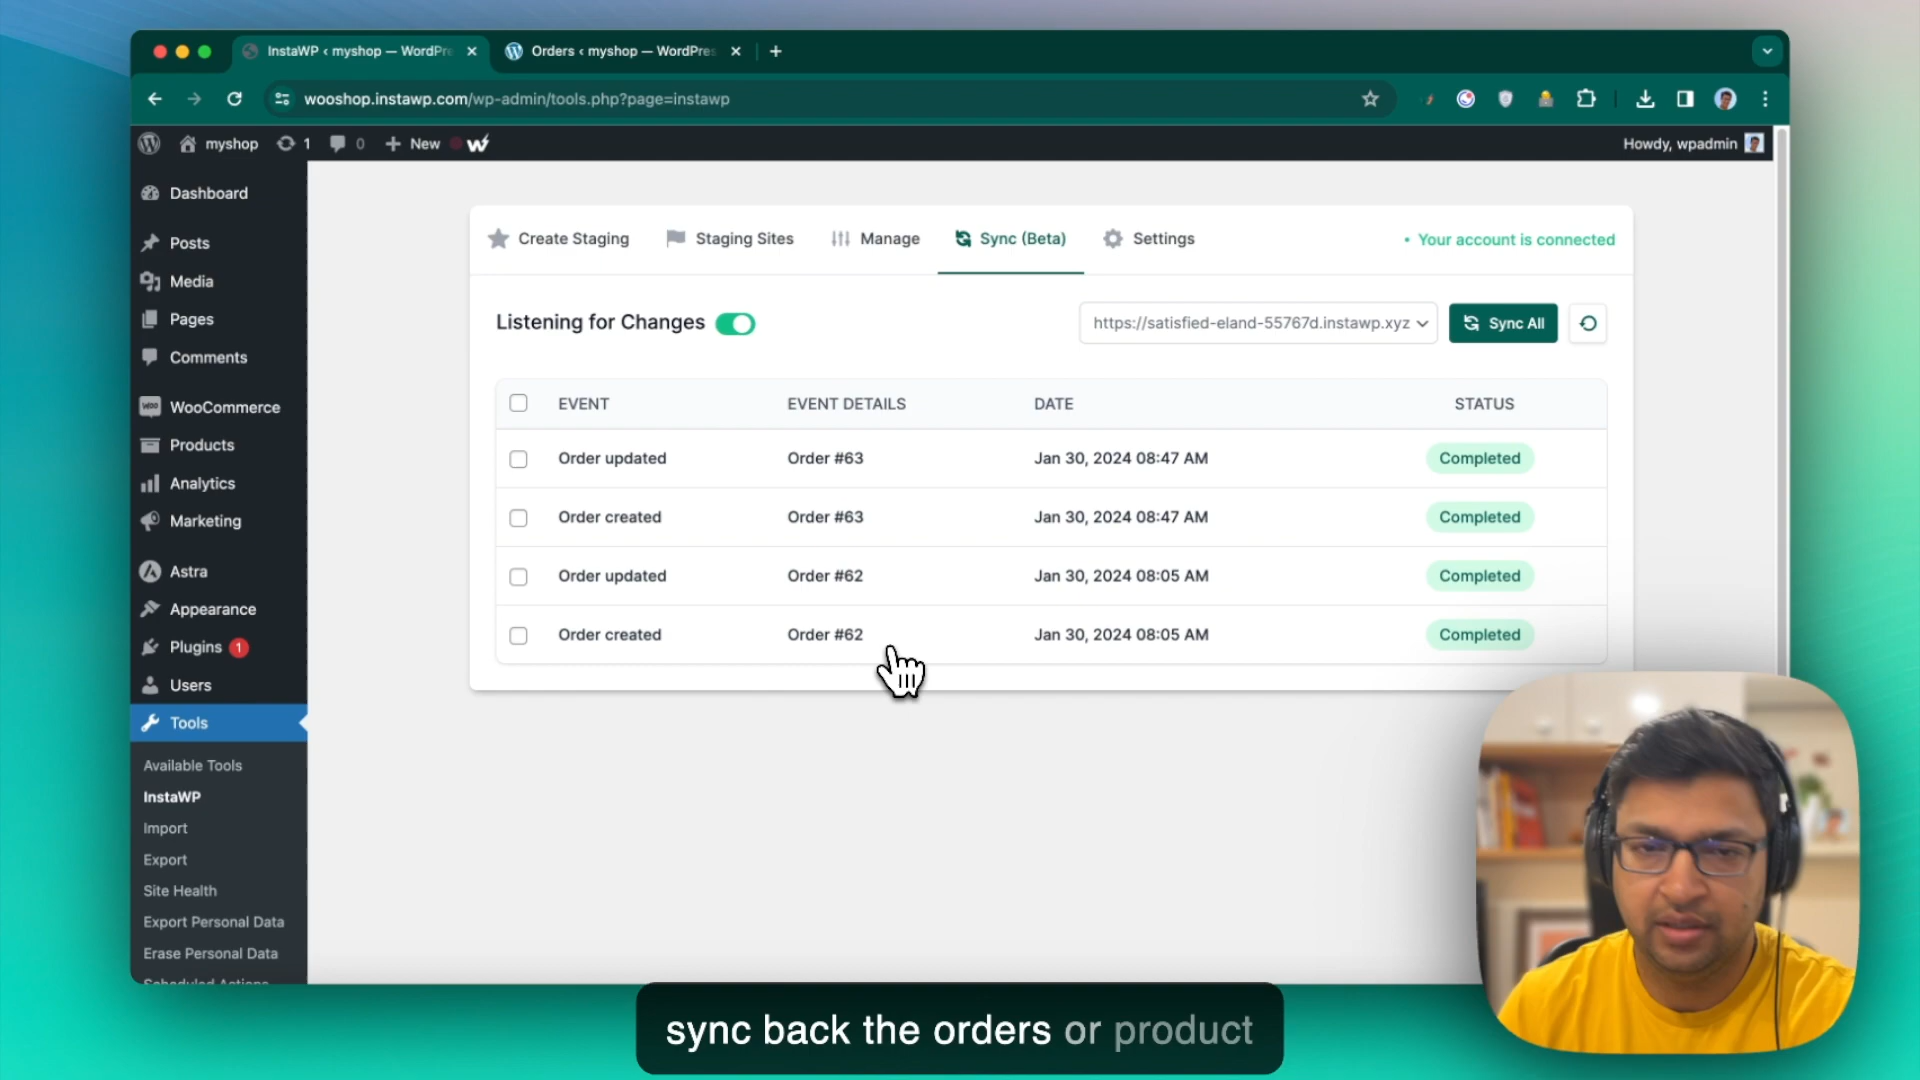 InstaWP ‹ myshop — WordPre
Orders ‹ myshop — WordPres
wooshop.instawp.com/wp-admin/tools.php?page=instawp
myshop 1 0 New
Howdy, wpadmin
Dashboard
Posts
Media
Pages
Comments
WooCommerce
Products
Analytics
Marketing
Astra
Appearance
Plugins 1
Users
Tools
Available Tools
InstaWP
Import
Export
Site Health
Export Personal Data
Erase Personal Data
Scheduled Actions
Create Staging Staging Sites Manage Sync (Beta) Settings
• Your account is connected
Listening for Changes
https://satisfied-eland-55767d.instawp.xyz
Sync All
EVENT EVENT DETAILS DATE STATUS
Order updated Order #63 Jan 30, 2024 08:47 AM Completed
Order created Order #63 Jan 30, 2024 08:47 AM Completed
Order updated Order #62 Jan 30, 2024 08:05 AM Completed
Order created Order #62 Jan 30, 2024 08:05 AM Completed
sync back the orders or product